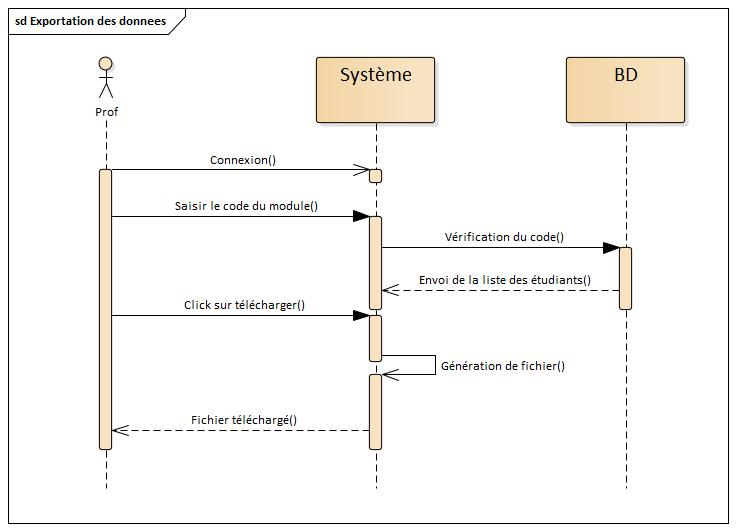 sd Exportation des donnees
Système
BD
Prof
Connexion()
Saisir le code du module()
Vérification du code()
Envoi de la liste des étudiants()
Click sur télécharger()
Génération de fichier()
Fichier téléchargé()